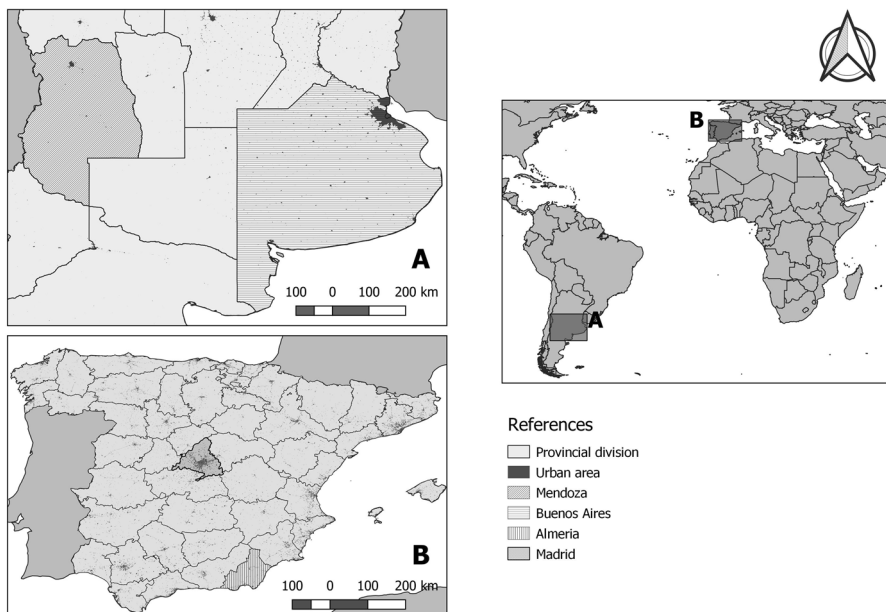 A
100 0 100 200 km
B
100 0 100 200 km
B
A
References
Provincial division
Urban area
Mendoza
Buenos Aires
Almeria
Madrid